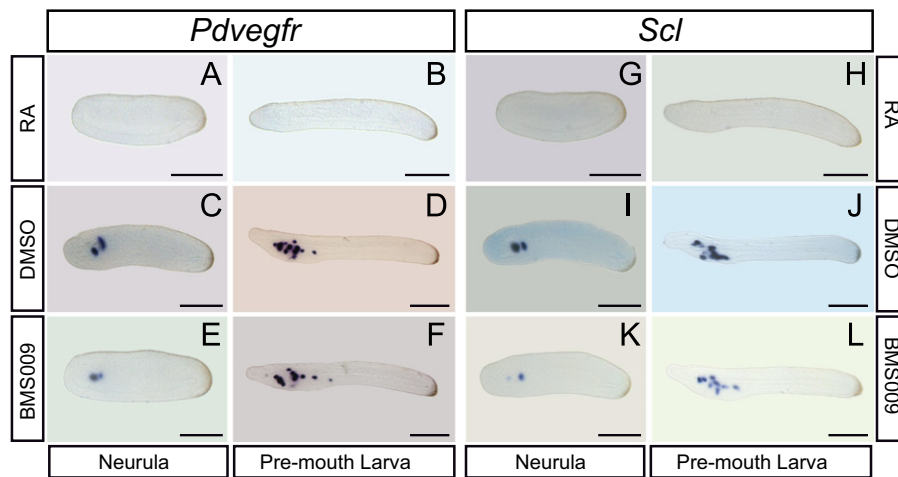 Pdvegfr Scl
RA A B G H RA
DMSO C D I J DMSO
BMS009 E F K L BMS009
Neurula Pre-mouth Larva Neurula Pre-mouth Larva